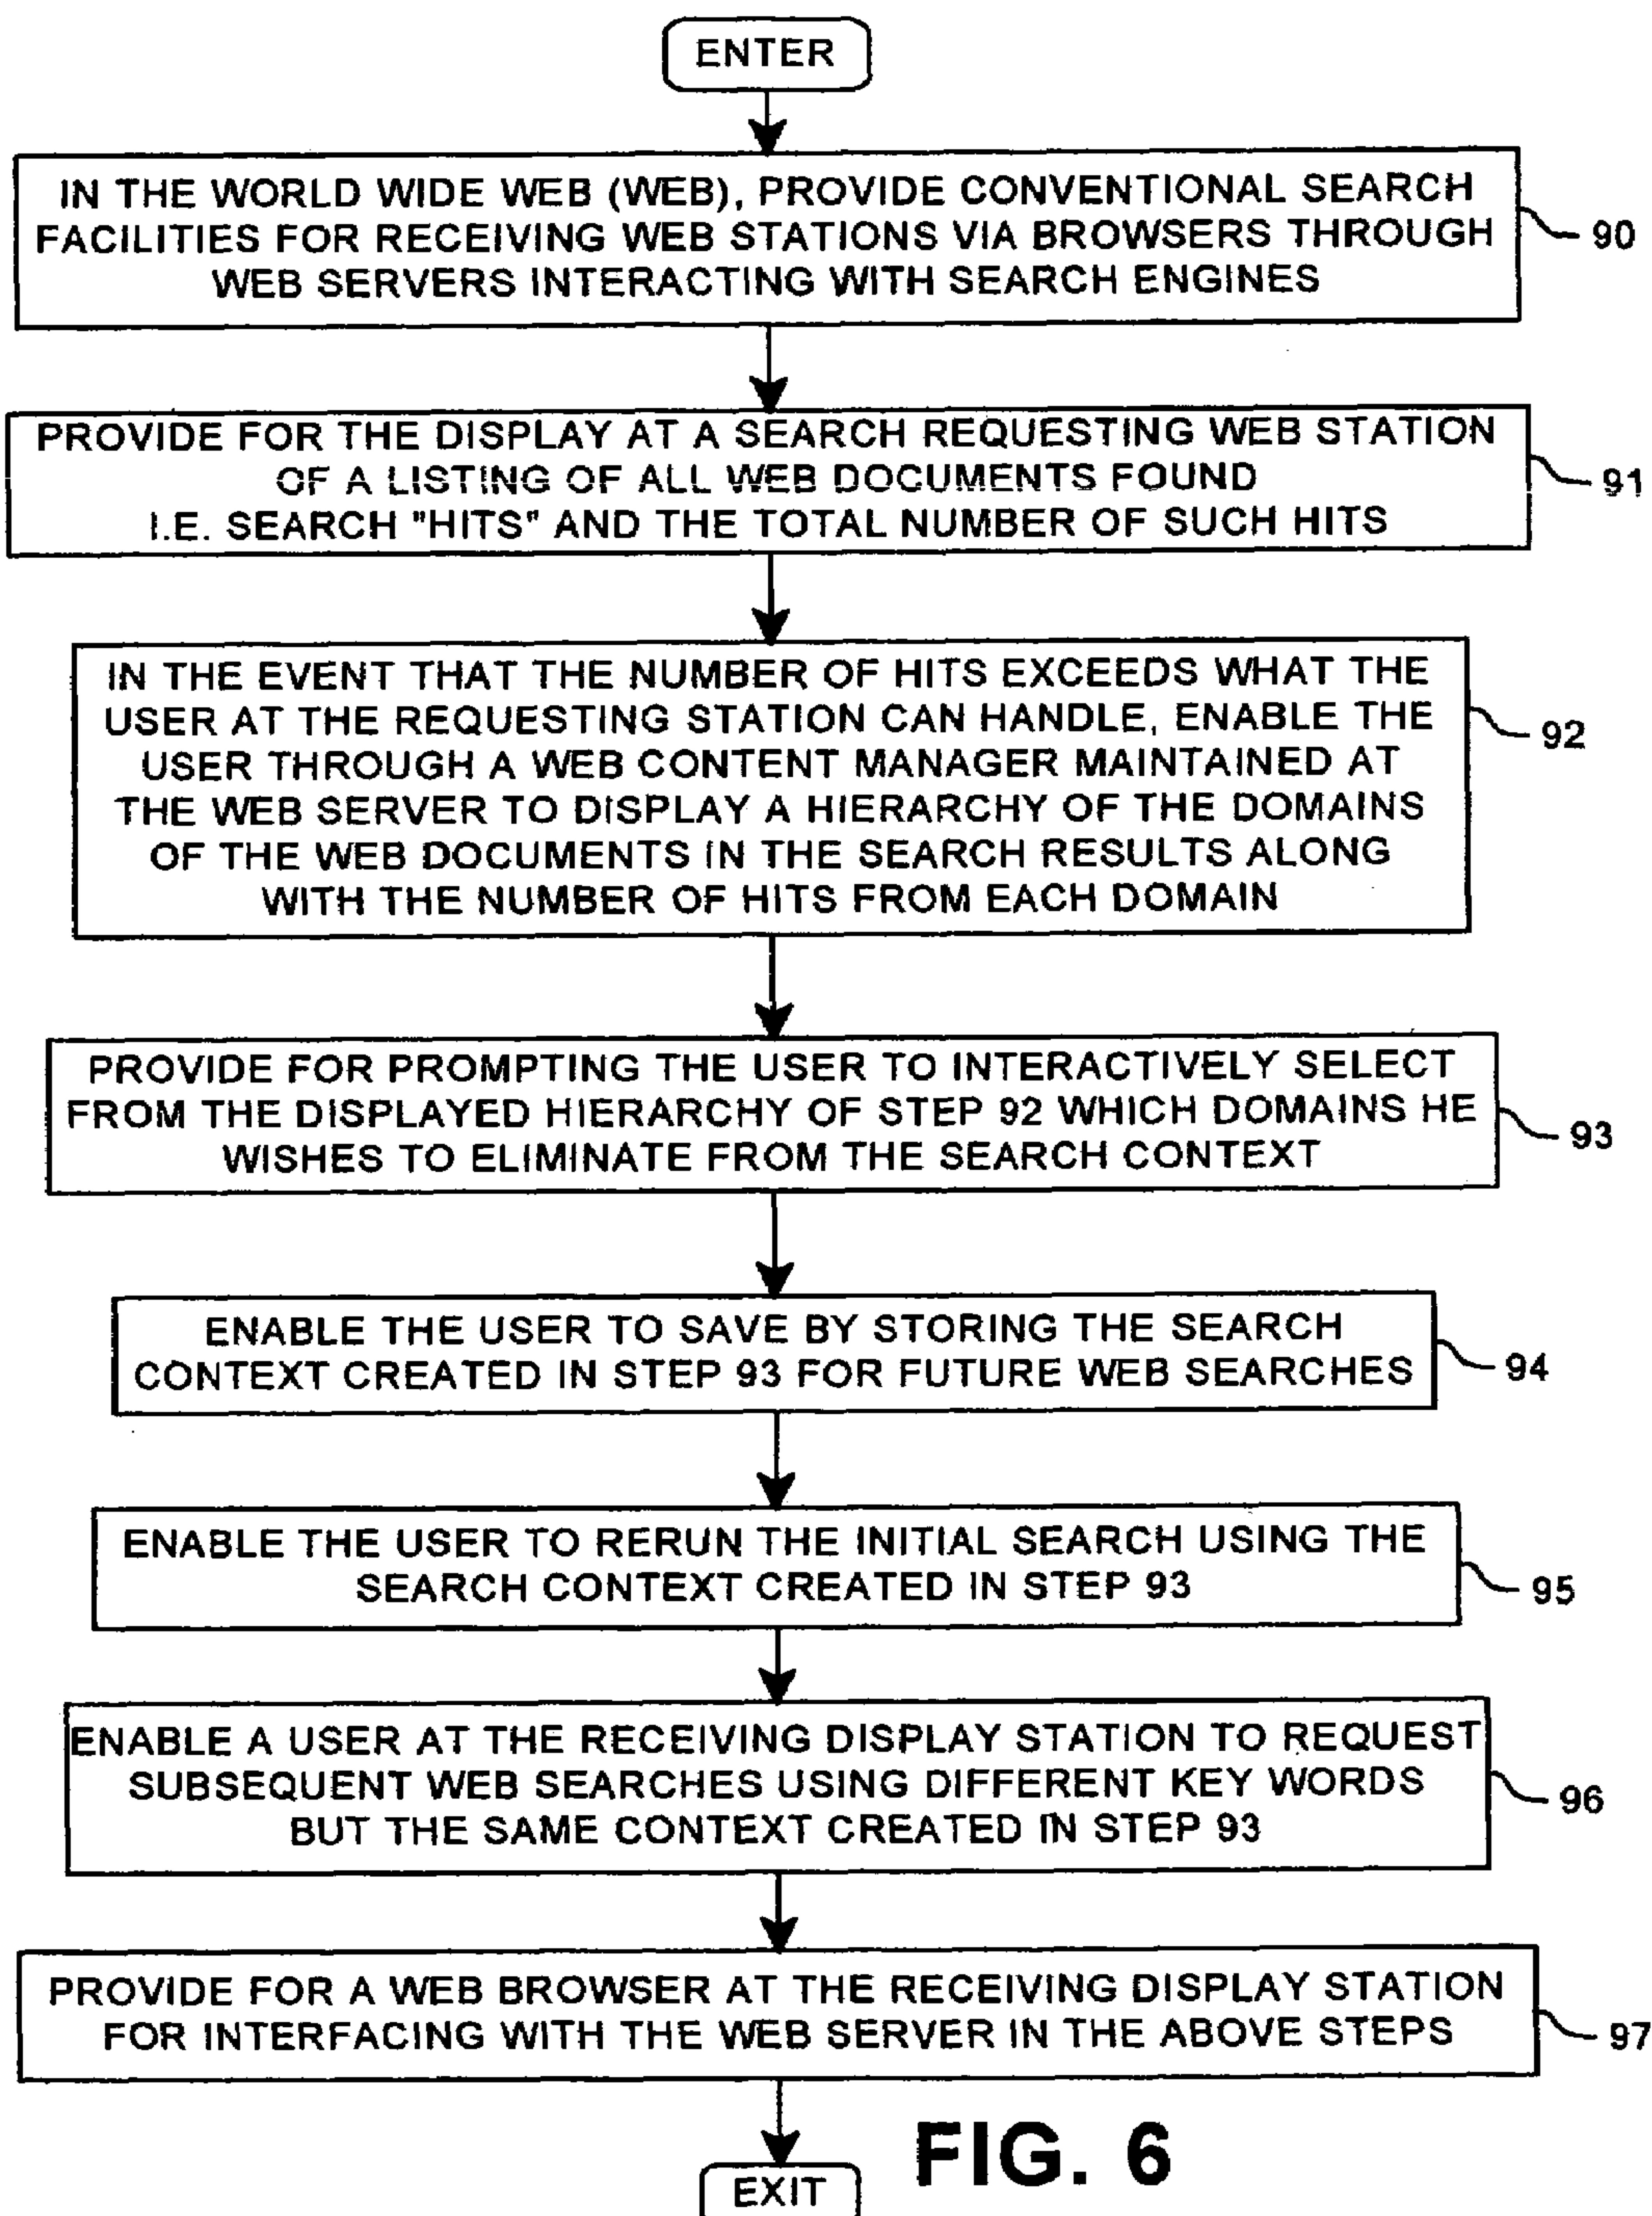 ENTER
IN THE WORLD WIDE WEB (WEB), PROVIDE CONVENTIONAL SEARCH
FACILITIES FOR RECEIVING WEB STATIONS VIA BROWSERS THROUGH
WEB SERVERS INTERACTING WITH SEARCH ENGINES
90
PROVIDE FOR THE DISPLAY AT A SEARCH REQUESTING WEB STATION
OF A LISTING OF ALL WEB DOCUMENTS FOUND
I.E. SEARCH "HITS" AND THE TOTAL NUMBER OF SUCH HITS
91
IN THE EVENT THAT THE NUMBER OF HITS EXCEEDS WHAT THE
USER AT THE REQUESTING STATION CAN HANDLE, ENABLE THE
USER THROUGH A WEB CONTENT MANAGER MAINTAINED AT
THE WEB SERVER TO DISPLAY A HIERARCHY OF THE DOMAINS
OF THE WEB DOCUMENTS IN THE SEARCH RESULTS ALONG
WITH THE NUMBER OF HITS FROM EACH DOMAIN
92
PROVIDE FOR PROMPTING THE USER TO INTERACTIVELY SELECT
FROM THE DISPLAYED HIERARCHY OF STEP 92 WHICH DOMAINS HE
WISHES TO ELIMINATE FROM THE SEARCH CONTEXT
93
ENABLE THE USER TO SAVE BY STORING THE SEARCH
CONTEXT CREATED IN STEP 93 FOR FUTURE WEB SEARCHES
94
ENABLE THE USER TO RERUN THE INITIAL SEARCH USING THE
SEARCH CONTEXT CREATED IN STEP 93
95
ENABLE A USER AT THE RECEIVING DISPLAY STATION TO REQUEST
SUBSEQUENT WEB SEARCHES USING DIFFERENT KEY WORDS
BUT THE SAME CONTEXT CREATED IN STEP 93
96
PROVIDE FOR A WEB BROWSER AT THE RECEIVING DISPLAY STATION
FOR INTERFACING WITH THE WEB SERVER IN THE ABOVE STEPS
97
EXIT
FIG. 6